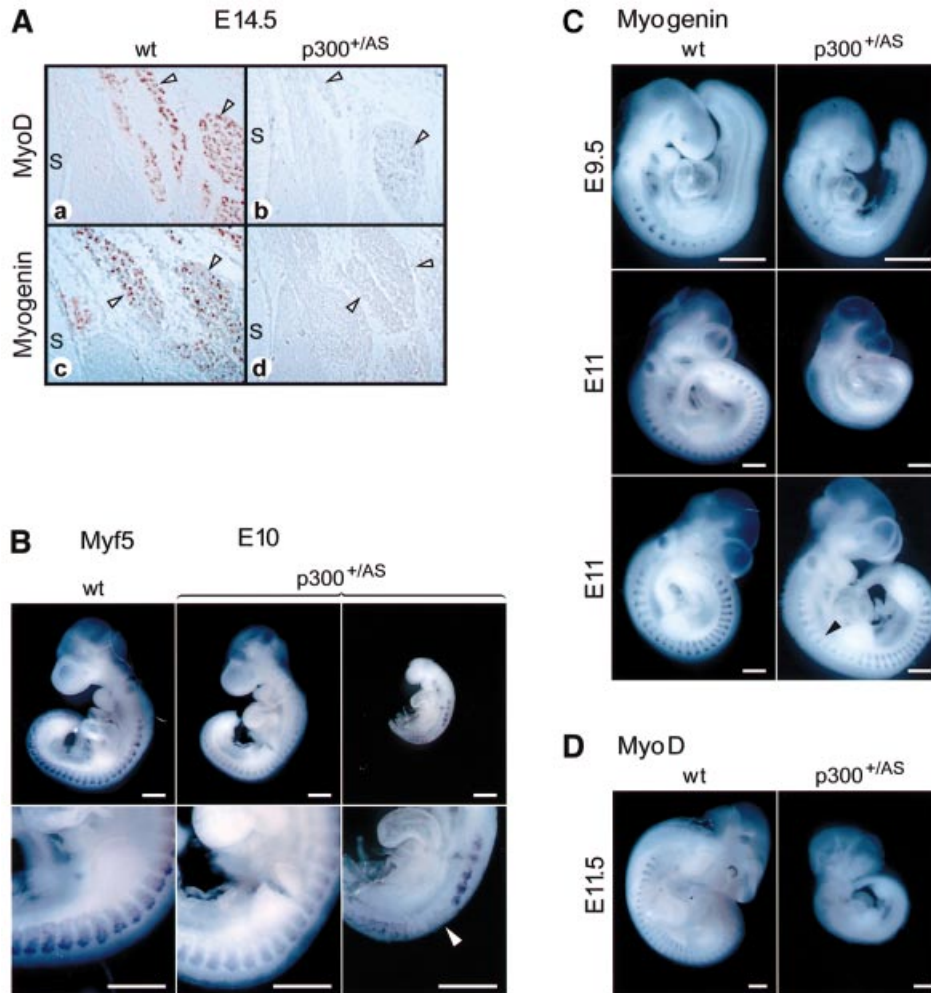 A
E14.5
wt
p300+/AS
MyoD
S
a
S
b
Myogenin
S
c
S
d
B
Myf5
E10
p300+/AS
wt
C
Myogenin
wt
p300+/AS
E9.5
E11
E11
D
MyoD
wt
p300+/AS
E11.5